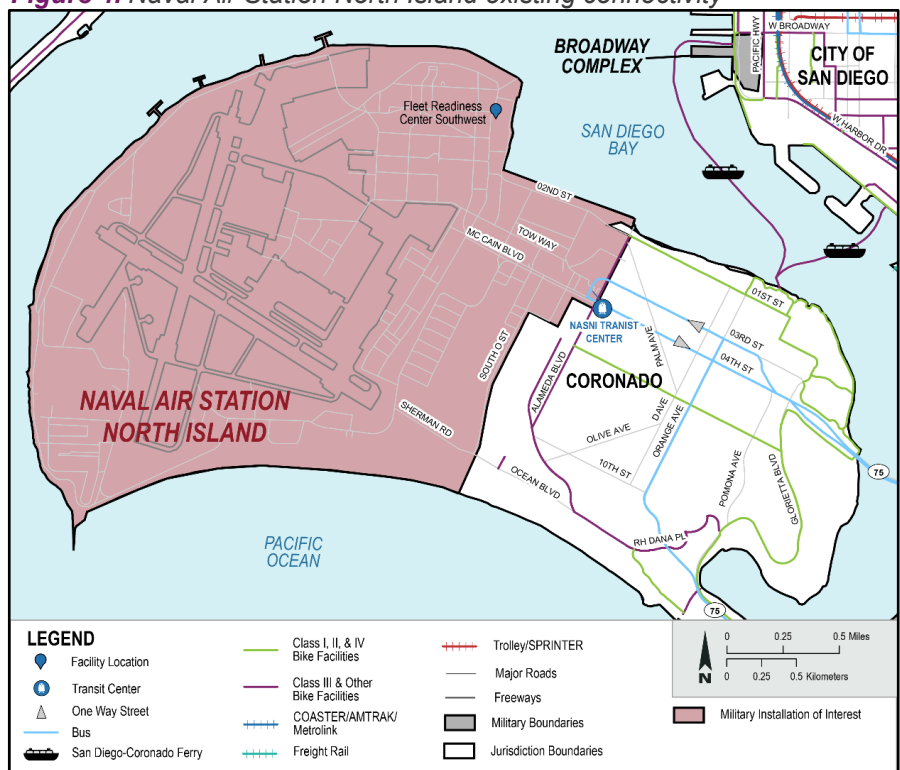 Figure 4. Naval Air Station North Island existing connectivity
BROADWAY
COMPLEX
PACIFIC HWY
W BROADWAY
CITY OF
SAN DIEGO
W HARBOR DR
Fleet Readiness
Center Southwest
SAN DIEGO
BAY
02ND ST
TOW WAY
MC CAIN BLVD
NASNI TRANIST
CENTER
01ST ST
03RD ST
04TH ST
PALM AVE
SOUTH O ST
ALAMEDA BLVD
CORONADO
D AVE
ORANGE AVE
NAVAL AIR STATION
NORTH ISLAND
SHERMAN RD
OLIVE AVE
10TH ST
OCEAN BLVD
POMONA AVE
GLORIETTA BLVD
75
RH DANA PL
PACIFIC
OCEAN
75
LEGEND
Facility Location
Transit Center
One Way Street
Bus
San Diego-Coronado Ferry
Class I, II, & IV
Bike Facilities
Class III & Other
Bike Facilities
COASTER/AMTRAK/
Metrolink
Freight Rail
Trolley/SPRINTER
Major Roads
Freeways
Military Boundaries
Jurisdiction Boundaries
N
0 0.25 0.5 Miles
0 0.25 0.5 Kilometers
Military Installation of Interest